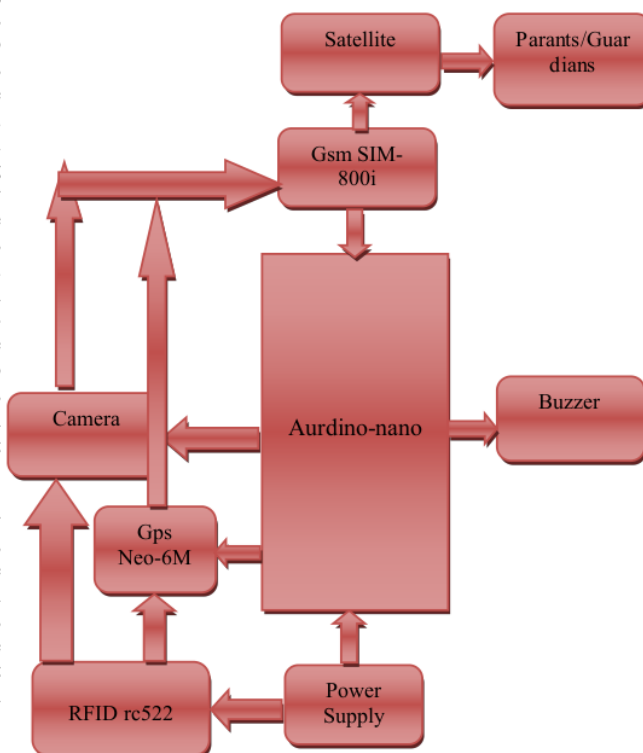 Satellite
Parants/Guar
dians
Gsm SIM-
800i
Camera
Aurdino-nano
Buzzer
Gps
Neo-6M
RFID rc522
Power
Supply